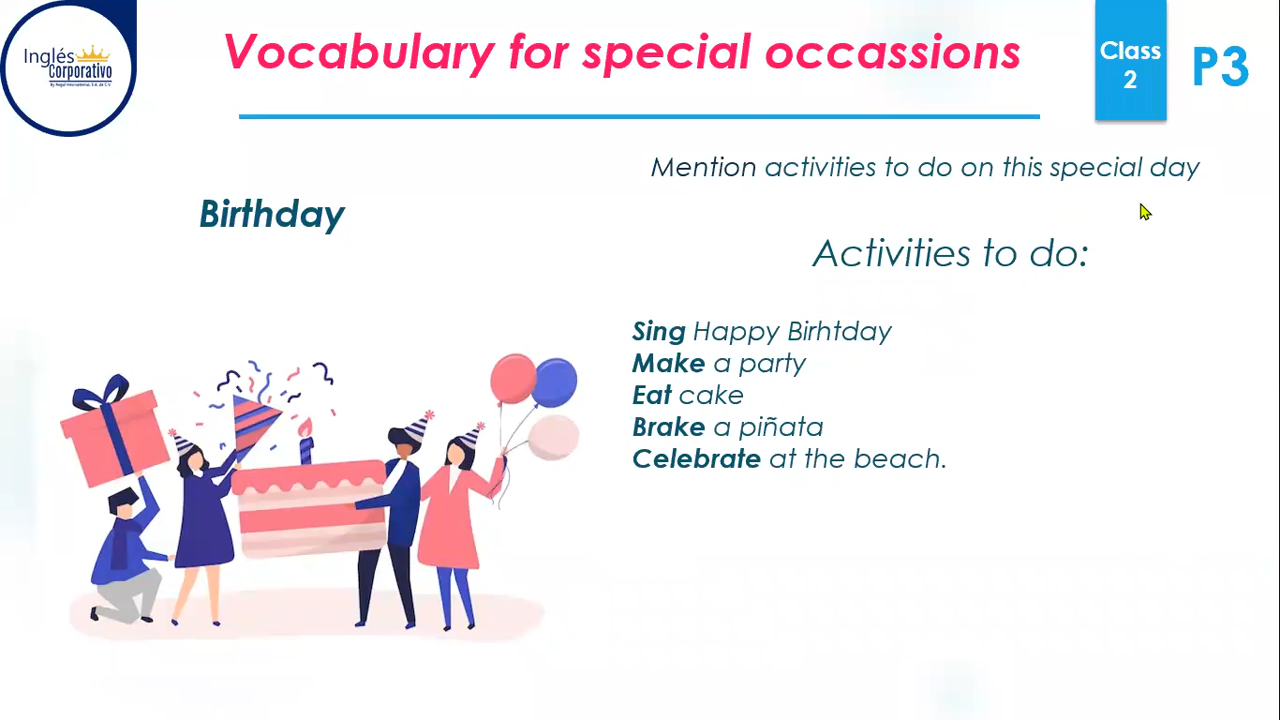 Inglés
Corporativo
Vocabulary for special occassions
Class
2
P3
Mention activities to do on this special day
Birthday
Activities to do:
Sing Happy Birhtday
Make a party
Eat cake
Brake a piñata
Celebrate at the beach.